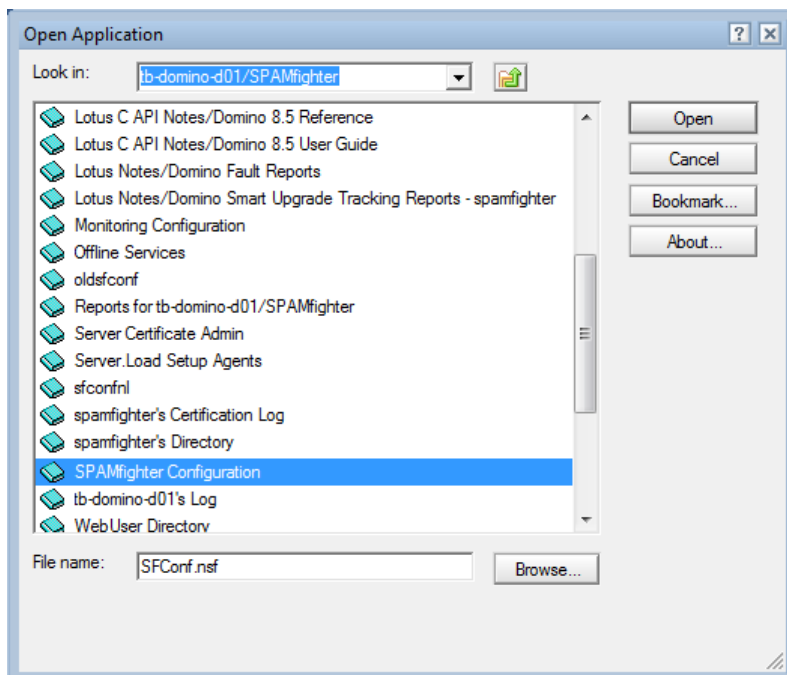 Open Application
Look in:
tb-domino-d01/SPAMfighter
Lotus C API Notes/Domino 8.5 Reference
Open
Lotus C API Notes/Domino 8.5 User Guide
Cancel
Lotus Notes/Domino Fault Reports
Lotus Notes/Domino Smart Upgrade Tracking Reports - spamfighter
Bookmark...
Monitoring Configuration
About...
Offline Services
oldsfconf
Reports for tb-domino-d01/SPAMfighter
Server Certificate Admin
Server.Load Setup Agents
sfconfnl
spamfighter's Certification Log
spamfighter's Directory
SPAMfighter Configuration
tb-domino-d01's Log
WebUser Directory
File name:
SFConf.nsf
Browse...